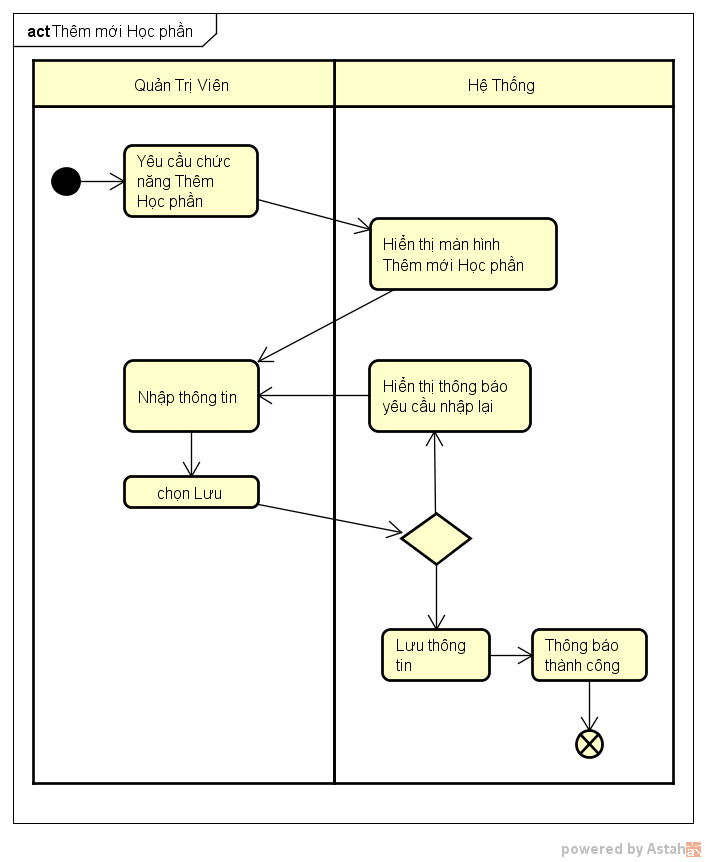 act Thêm mới Học phần
Quản Trị Viên
Hệ Thống
Yêu cầu chức
năng Thêm
Học phần
Hiển thị màn hình
Thêm mới Học phần
Nhập thông tin
Hiển thị thông báo
yêu cầu nhập lại
chọn Lưu
Lưu thông
tin
Thông báo
thành công
powered by Astah